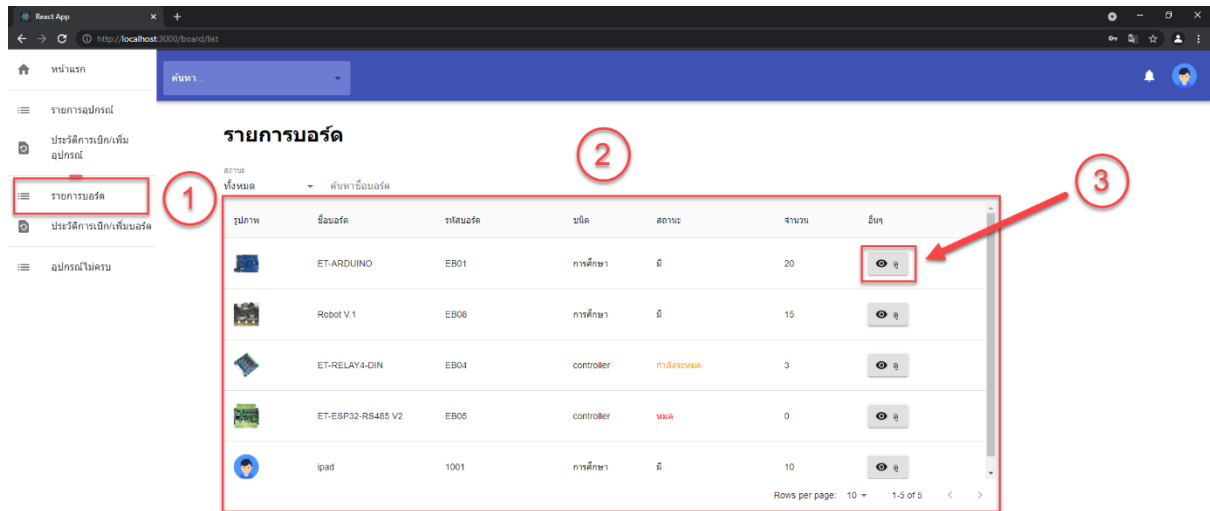 React App
http://localhost:3000/board/list
หน้าแรก
ค้นหา...
รายการอุปกรณ์
ประวัติการเบิก/เพิ่ม
อุปกรณ์
รายการบอร์ด
ประวัติการเบิก/เพิ่มบอร์ด
อุปกรณ์ไม่ครบ
1
2
3
รายการบอร์ด
สถานะ
ทั้งหมด ค้นหาชื่อบอร์ด
รูปภาพ ชื่อบอร์ด รหัสบอร์ด ชนิด สถานะ จำนวน อื่นๆ
ET-ARDUINO EB01 การศึกษา มี 20 ดู
Robot V.1 EB08 การศึกษา มี 15 ดู
ET-RELAY4-DIN EB04 controller กำลังจะหมด 3 ดู
ET-ESP32-RS485 V2 EB05 controller หมด 0 ดู
ipad 1001 การศึกษา มี 10 ดู
Rows per page: 10 1-5 of 5